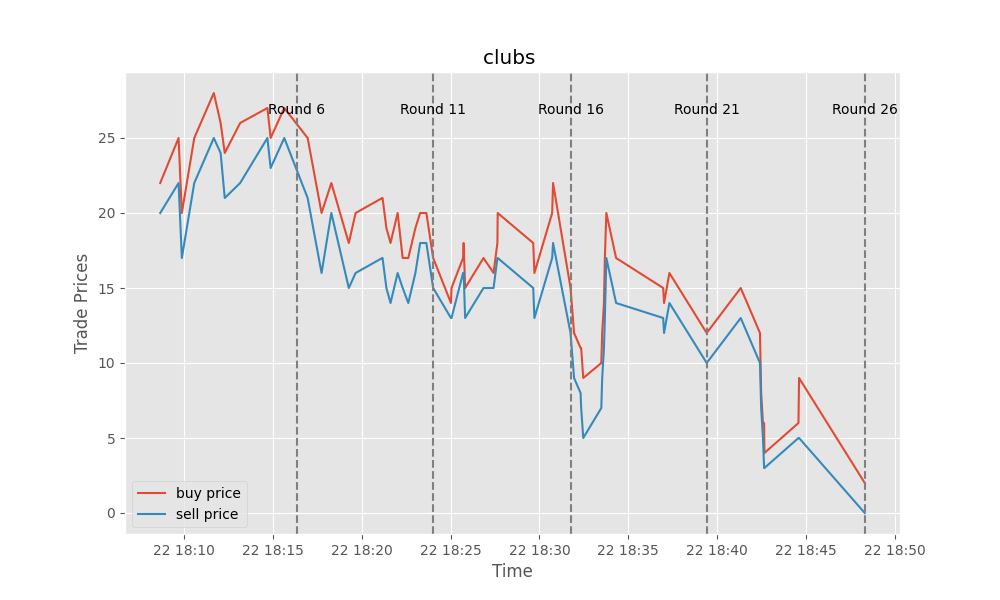 clubs
Round 6
Round 11
Round 16
Round 21
Round 26
Trade Prices
25
20
15
10
5
0
buy price
sell price
22 18:10
22 18:15
22 18:20
22 18:25
22 18:30
22 18:35
22 18:40
22 18:45
22 18:50
Time